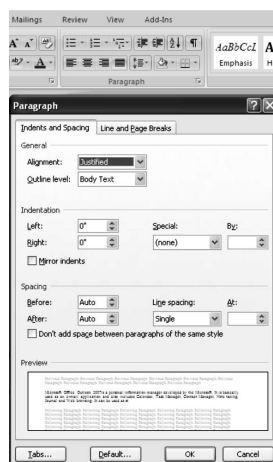 Mailings Review View Add-Ins
AaBbCcI
Emphasis
Paragraph
Paragraph
Indents and Spacing Line and Page Breaks
General
Alignment: Justified
Outline level: Body Text
Indentation
Left: 0" Special: By:
Right: 0" (none)
Mirror indents
Spacing
Before: Auto Line spacing: At:
After: Auto Single
Don't add space between paragraphs of the same style
Preview
Tabs... Default... OK Cancel